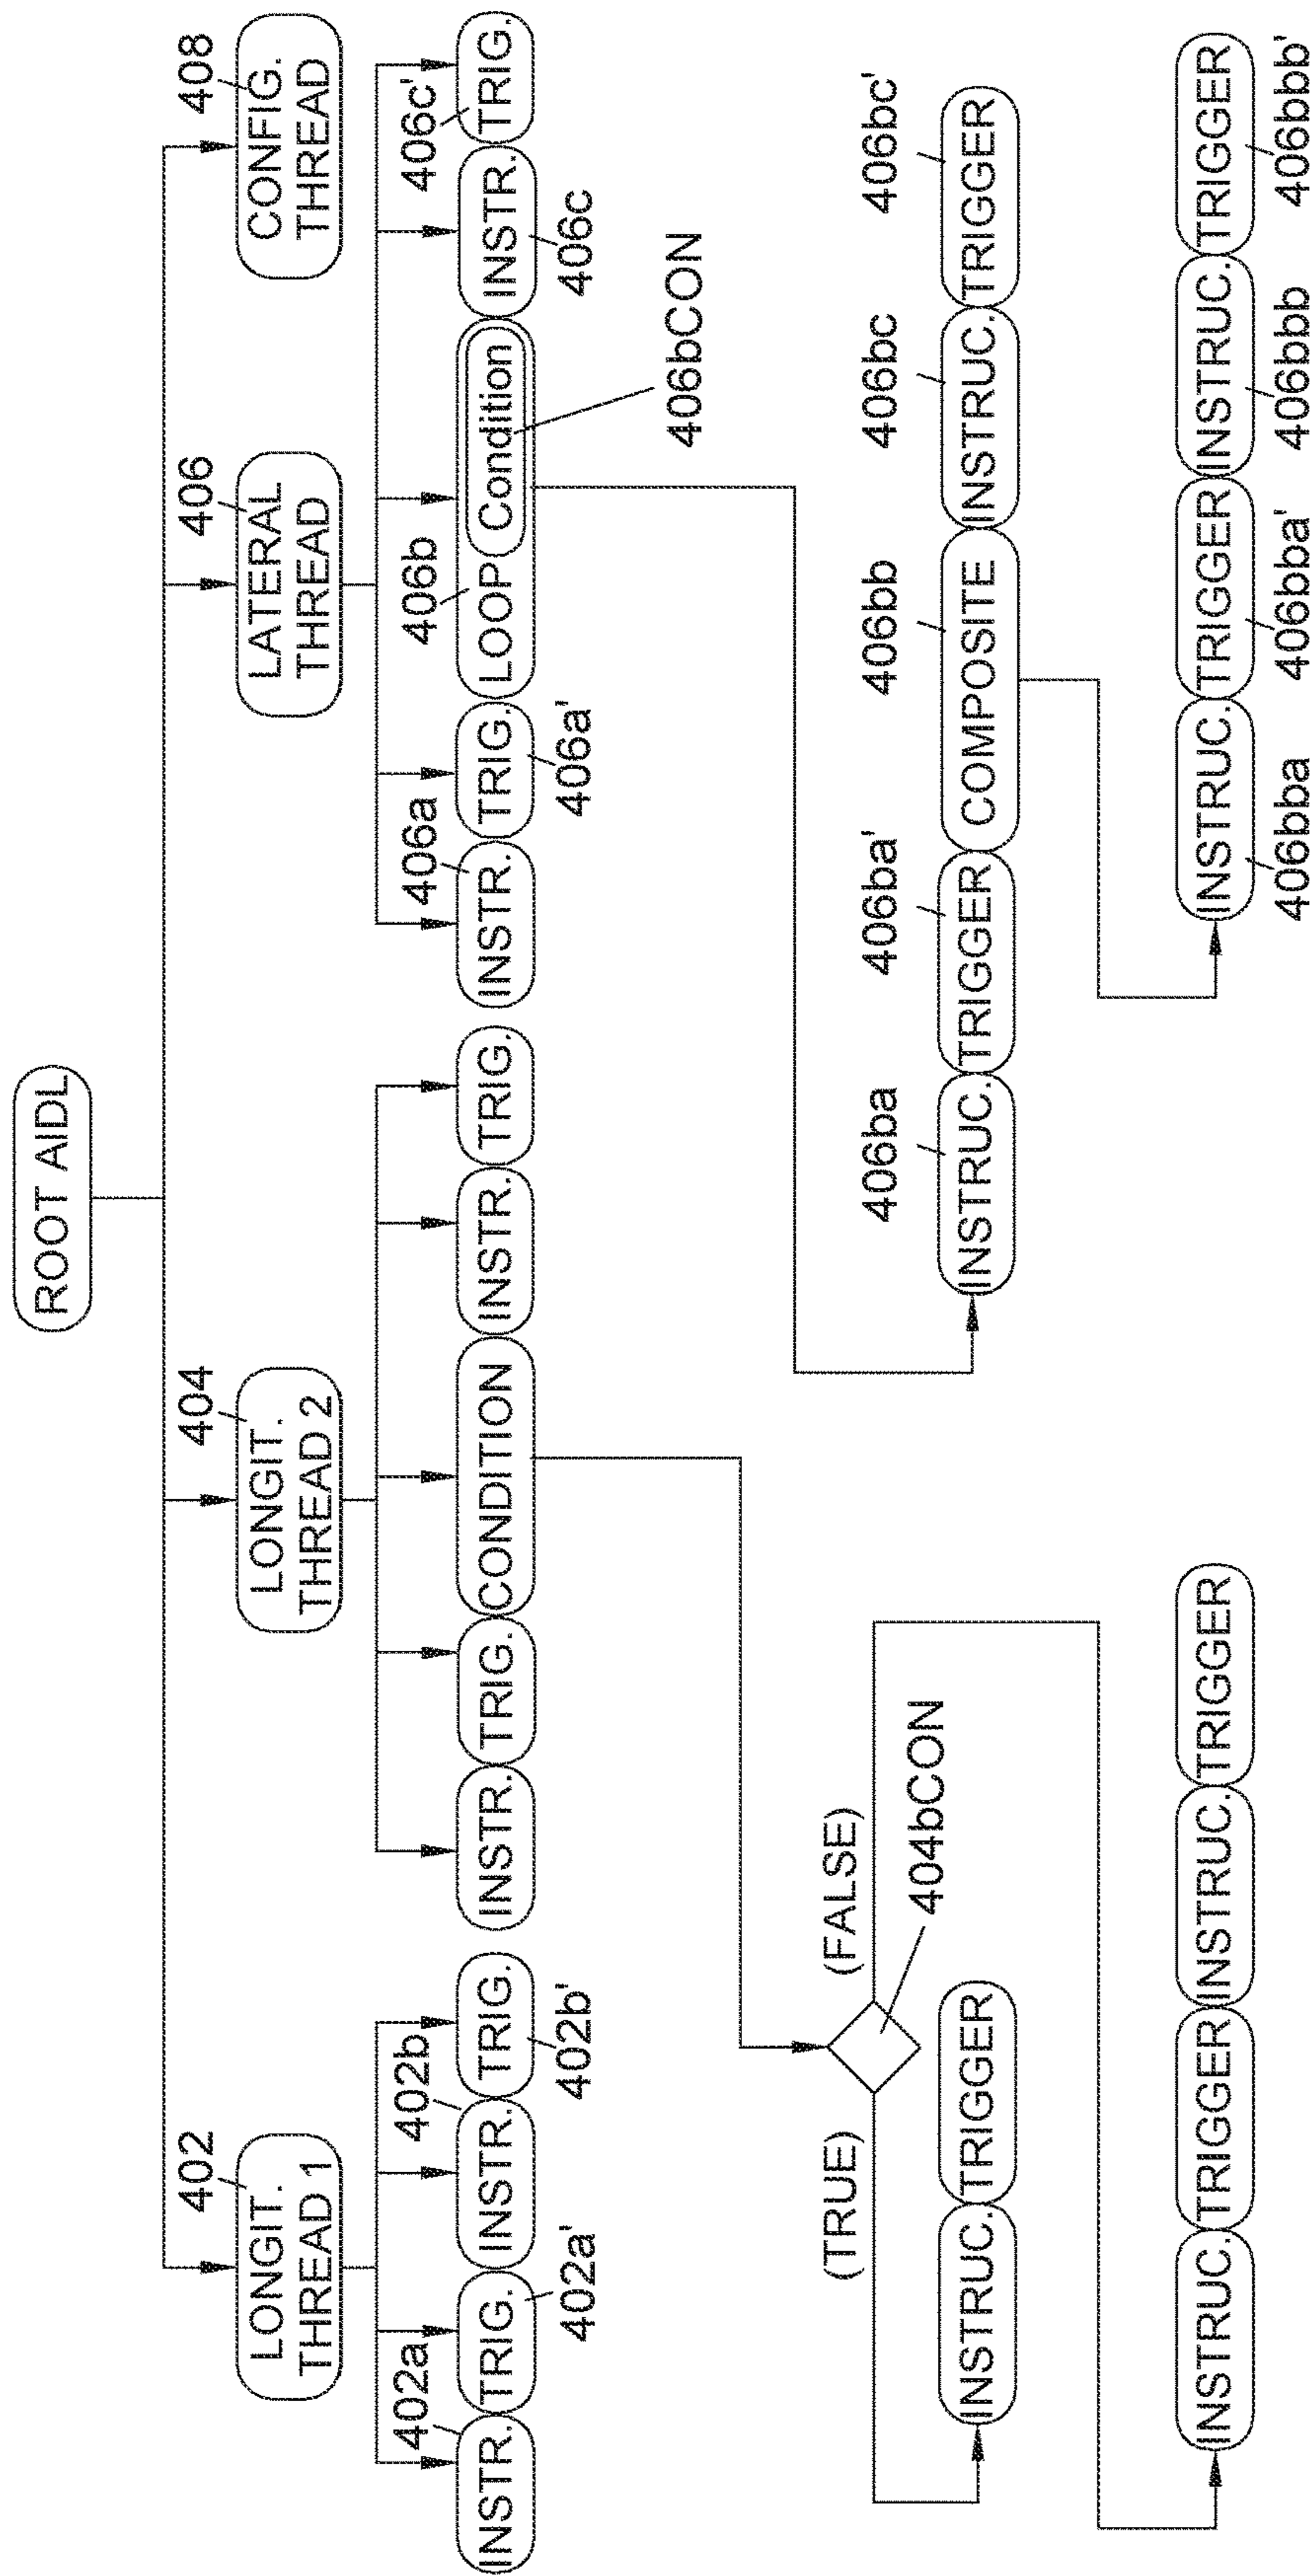 ROOT AIDL
402
404
406
408
LONGIT.
THREAD 1
LONGIT.
THREAD 2
LATERAL
THREAD
CONFIG.
THREAD
402a
402b
406a
406b
406c'
INSTR.
TRIG.
INSTR.
TRIG.
INSTR.
TRIG.
CONDITION
INSTR.
TRIG.
INSTR.
TRIG.
LOOP
Condition
INSTR.
TRIG.
402a'
402b'
406a'
406c
406bCON
(TRUE)
(FALSE)
404bCON
406ba
406ba'
406bb
406bc
406bc'
INSTRUC.
TRIGGER
INSTRUC.
TRIGGER
COMPOSITE
INSTRUC.
TRIGGER
INSTRUC.
TRIGGER
INSTRUC.
TRIGGER
INSTRUC.
TRIGGER
INSTRUC.
TRIGGER
406bba
406bba'
406bbb
406bbb'